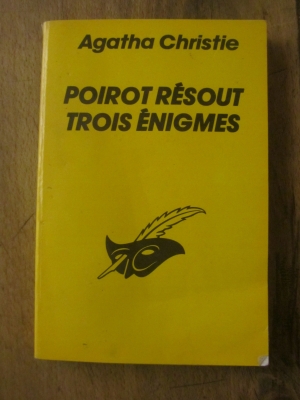 Agatha Christie
POIROT RÉSOUT
TROIS ÉNIGMES